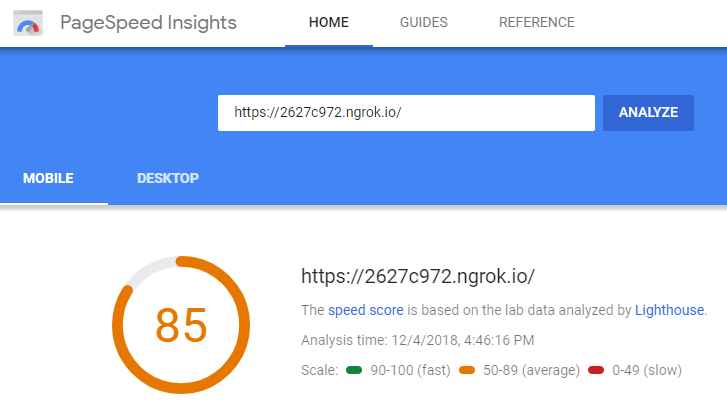 PageSpeed Insights HOME GUIDES REFERENCE
https://2627c972.ngrok.io/ ANALYZE
MOBILE DESKTOP
85
https://2627c972.ngrok.io/
The speed score is based on the lab data analyzed by Lighthouse.
Analysis time: 12/4/2018, 4:46:16 PM
Scale: 90-100 (fast) 50-89 (average) 0-49 (slow)